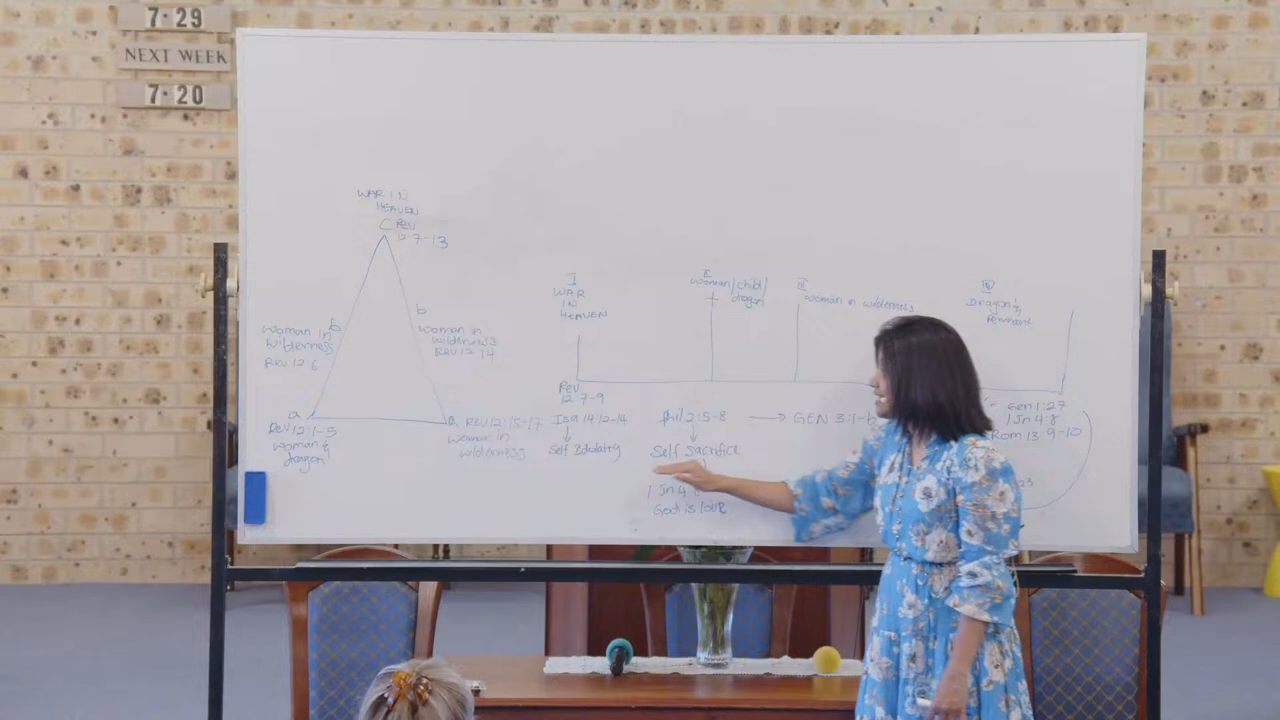 7·29
NEXT WEEK
7·20
WAR IN
HEAVEN
C Rev
12:7-13
b
woman in
wilderness
Rev 12 6
b
woman in
wilderness
Rev 12 14
a
Rev 12:1-5
woman &
dragon
a Rev 12:15-17
woman in
wilderness
I
WAR
IN
HEAVEN
Rev
12 7-9
Isa 14:12-14
Self Idolatry
II
woman/child/
dragon
Phil 2:5-8
Self Sacrifice
1 Jn 4
God is love
III
woman in wilderness
GEN 3:1-6
IV
Dragon &
Remnant
Gen 1:27
1 Jn 4:8
Rom 13:9-10
23